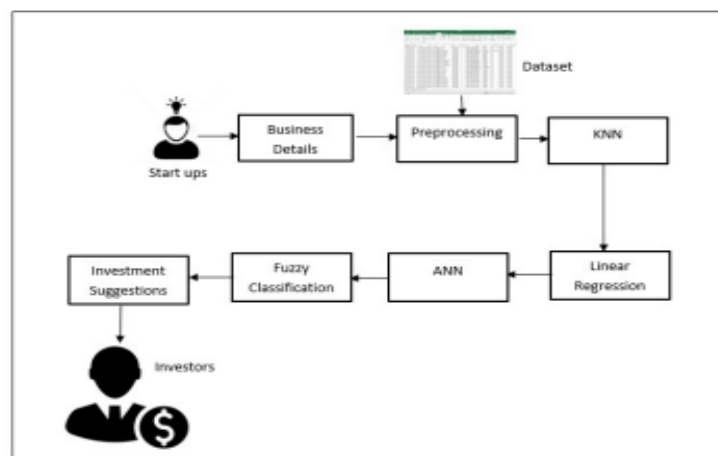 Dataset
Start ups
Business
Details
Preprocessing
KNN
Linear
Regression
ANN
Fuzzy
Classification
Investment
Suggestions
Investors
$